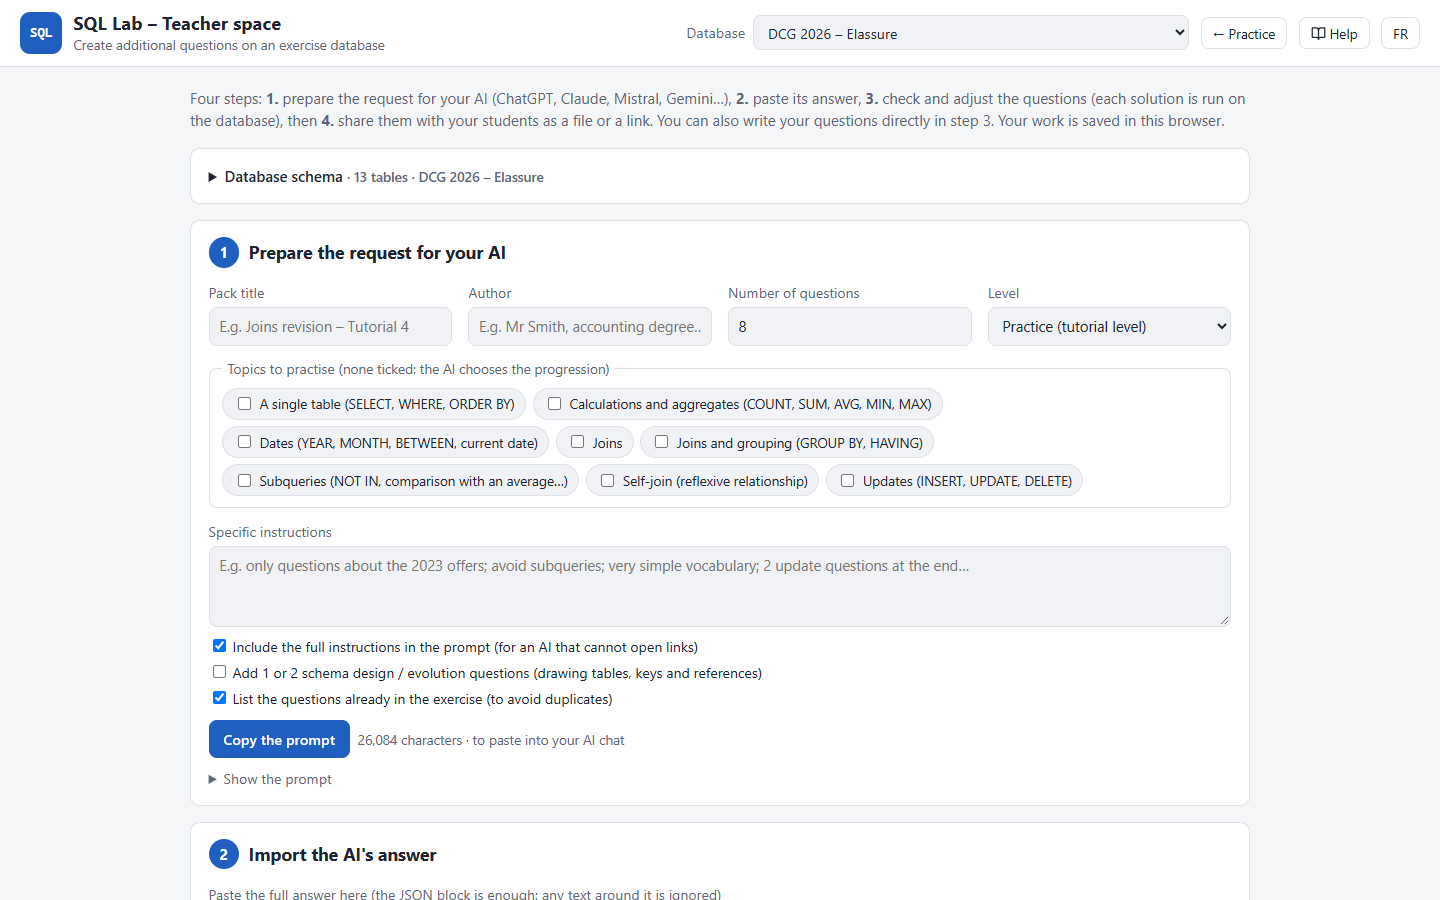 SQL
SQL Lab – Teacher space
Create additional questions on an exercise database
Database
DCG 2026 – Elassure
← Practice
Help
FR
Four steps: 1. prepare the request for your AI (ChatGPT, Claude, Mistral, Gemini...), 2. paste its answer, 3. check and adjust the questions (each solution is run on
the database), then 4. share them with your students as a file or a link. You can also write your questions directly in step 3. Your work is saved in this browser.
Database schema · 13 tables · DCG 2026 – Elassure
1
Prepare the request for your AI
Pack title
Author
Number of questions
Level
E.g. Joins revision – Tutorial 4
E.g. Mr Smith, accounting degree..
8
Practice (tutorial level)
Topics to practise (none ticked: the AI chooses the progression)
A single table (SELECT, WHERE, ORDER BY)
Calculations and aggregates (COUNT, SUM, AVG, MIN, MAX)
Dates (YEAR, MONTH, BETWEEN, current date)
Joins
Joins and grouping (GROUP BY, HAVING)
Subqueries (NOT IN, comparison with an average...)
Self-join (reflexive relationship)
Updates (INSERT, UPDATE, DELETE)
Specific instructions
E.g. only questions about the 2023 offers; avoid subqueries; very simple vocabulary; 2 update questions at the end...
Include the full instructions in the prompt (for an AI that cannot open links)
Add 1 or 2 schema design / evolution questions (drawing tables, keys and references)
List the questions already in the exercise (to avoid duplicates)
Copy the prompt
26,084 characters · to paste into your AI chat
Show the prompt
2
Import the AI's answer
Paste the full answer here (the JSON block is enough; any text around it is ignored)